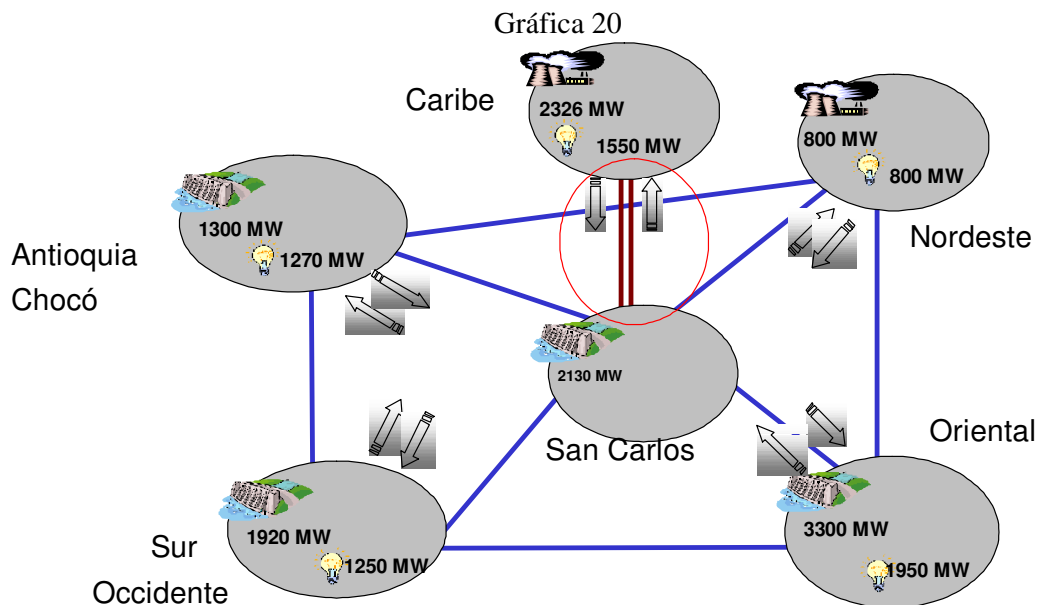 Gráfica 20
Caribe
2326 MW
1550 MW
800 MW
800 MW
Nordeste
Antioquia
Chocó
1300 MW
1270 MW
2130 MW
San Carlos
Oriental
3300 MW
1950 MW
Sur
Occidente
1920 MW
1250 MW